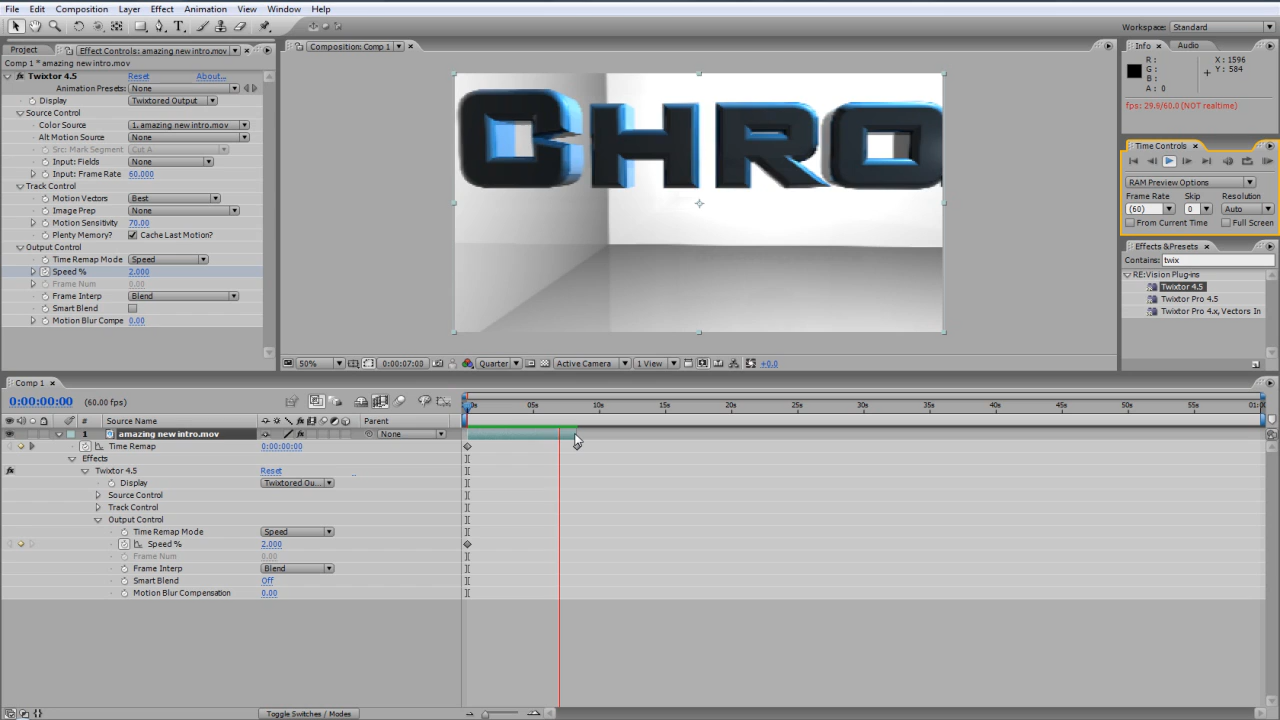 File Edit Composition Layer Effect Animation View Window Help
Workspace: Standard
Project Effect Controls: amazing new intro.mov
Comp 1 * amazing new intro.mov
Twixtor 4.5 Reset About...
Animation Presets: None
Display Twixtored Output
Source Control
Color Source 1. amazing new intro.mov
Alt Motion Source None
Src: Mark Segment Cut A
Input: Fields None
Input: Frame Rate 60.000
Track Control
Motion Vectors Best
Image Prep None
Motion Sensitivity 70.00
Plenty Memory? Cache Last Motion?
Output Control
Time Remap Mode Speed
Speed % 2.000
Frame Num 0.00
Frame Interp Blend
Smart Blend
Motion Blur Compe 0.00
Composition: Comp 1
CHRO
50% 0:00:07:00 Quarter Active Camera 1 View +0.0
Info Audio
R : X : 1596
G : Y : 584
B :
A : 0
fps: 29.9/60.0 (NOT realtime)
Time Controls
RAM Preview Options
Frame Rate Skip Resolution
(60) 0 Auto
From Current Time Full Screen
Effects & Presets
Contains: twix
RE:Vision Plug-ins
Twixtor 4.5
Twixtor Pro 4.5
Twixtor Pro 4.x, Vectors In
Comp 1
0:00:00:00 (60.00 fps)
05s 10s 15s 20s 25s 30s 35s 40s 45s 50s 55s 01:00
# Source Name Parent
1 amazing new intro.mov None
Time Remap 0:00:00:00
Effects
Twixtor 4.5 Reset
Display Twixtored Ou...
Source Control
Track Control
Output Control
Time Remap Mode Speed
Speed % 2.000
Frame Num 0.00
Frame Interp Blend
Smart Blend Off
Motion Blur Compensation 0.00
Toggle Switches / Modes